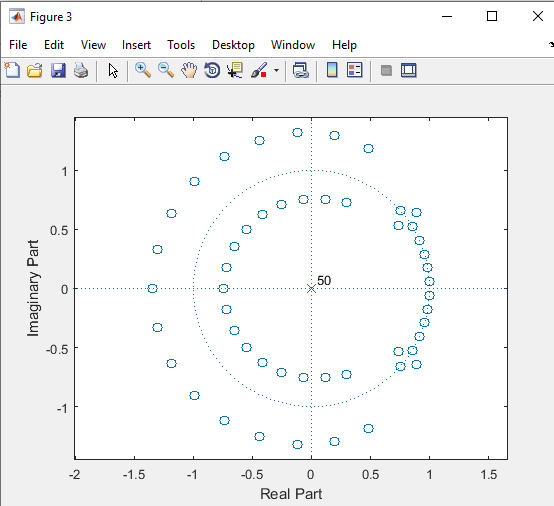 Figure 3
File Edit View Insert Tools Desktop Window Help
1
0.5
0
-0.5
-1
50
-2 -1.5 -1 -0.5 0 0.5 1 1.5
Imaginary Part
Real Part